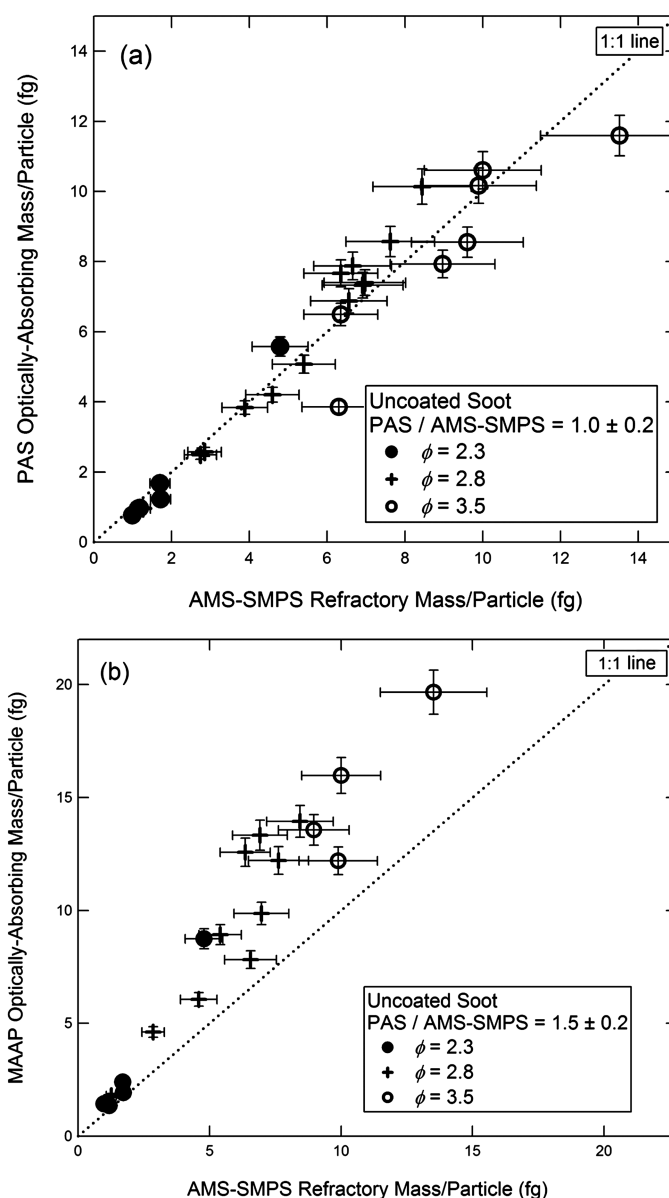 (a)
1:1 line
PAS Optically-Absorbing Mass/Particle (fg)
14
12
10
8
6
4
2
0
Uncoated Soot
PAS / AMS-SMPS = 1.0 ± 0.2
ϕ = 2.3
ϕ = 2.8
ϕ = 3.5
0 2 4 6 8 10 12 14
AMS-SMPS Refractory Mass/Particle (fg)
(b)
1:1 line
MAAP Optically-Absorbing Mass/Particle (fg)
20
15
10
5
0
Uncoated Soot
PAS / AMS-SMPS = 1.5 ± 0.2
ϕ = 2.3
ϕ = 2.8
ϕ = 3.5
0 5 10 15 20
AMS-SMPS Refractory Mass/Particle (fg)